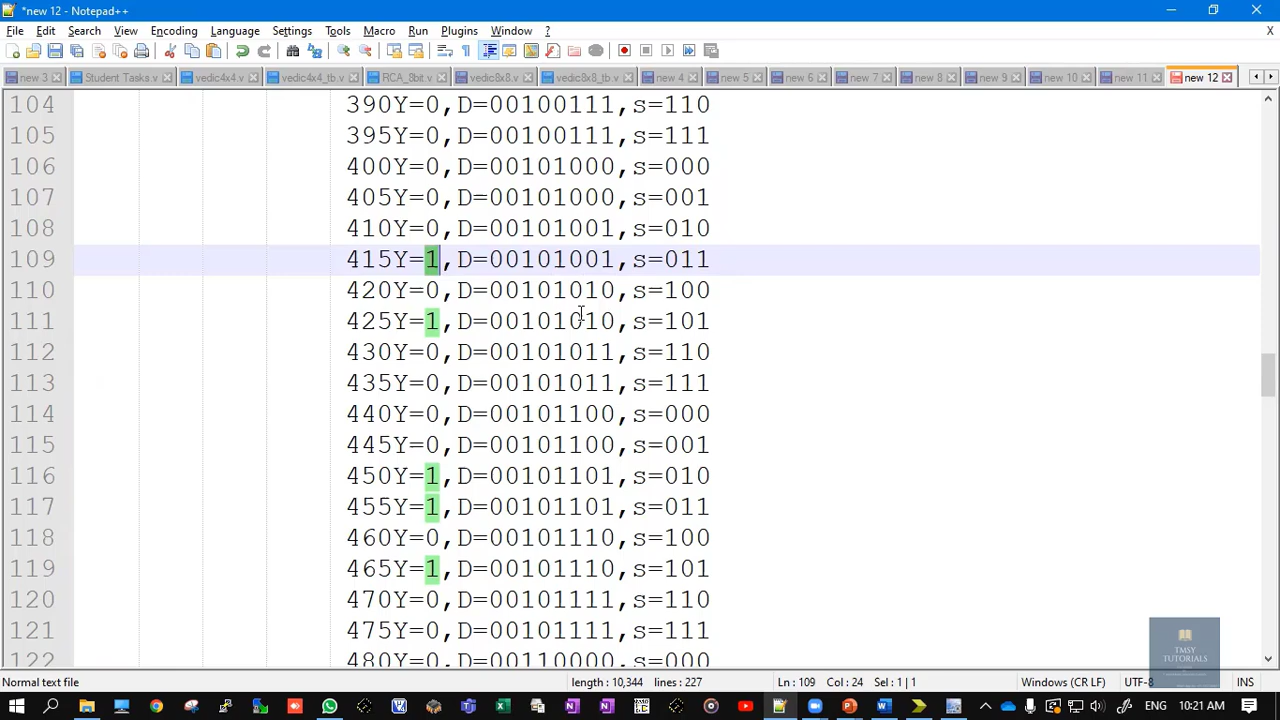 *new 12 - Notepad++
File Edit Search View Encoding Language Settings Tools Macro Run Plugins Window ? X
new 3 Student Tasks.v vedic4x4.v vedic4x4_tb.v RCA_8bit.v vedic8x8.v vedic8x8_tb.v new 4 new 5 new 6 new 7 new 8 new 9 new 10 new 11 new 12
104 390Y=0,D=00100111,s=110
105 395Y=0,D=00100111,s=111
106 400Y=0,D=00101000,s=000
107 405Y=0,D=00101000,s=001
108 410Y=0,D=00101001,s=010
109 415Y=1,D=00101001,s=011
110 420Y=0,D=00101010,s=100
111 425Y=1,D=00101010,s=101
112 430Y=0,D=00101011,s=110
113 435Y=0,D=00101011,s=111
114 440Y=0,D=00101100,s=000
115 445Y=0,D=00101100,s=001
116 450Y=1,D=00101101,s=010
117 455Y=1,D=00101101,s=011
118 460Y=0,D=00101110,s=100
119 465Y=1,D=00101110,s=101
120 470Y=0,D=00101111,s=110
121 475Y=0,D=00101111,s=111
122 480Y=0,D=00110000,s=000
TMSY
TUTORIALS
Normal text file length : 10,344 lines : 227 Ln : 109 Col : 24 Sel : 1 | 1 Windows (CR LF) UTF-8 INS
ENG 10:21 AM